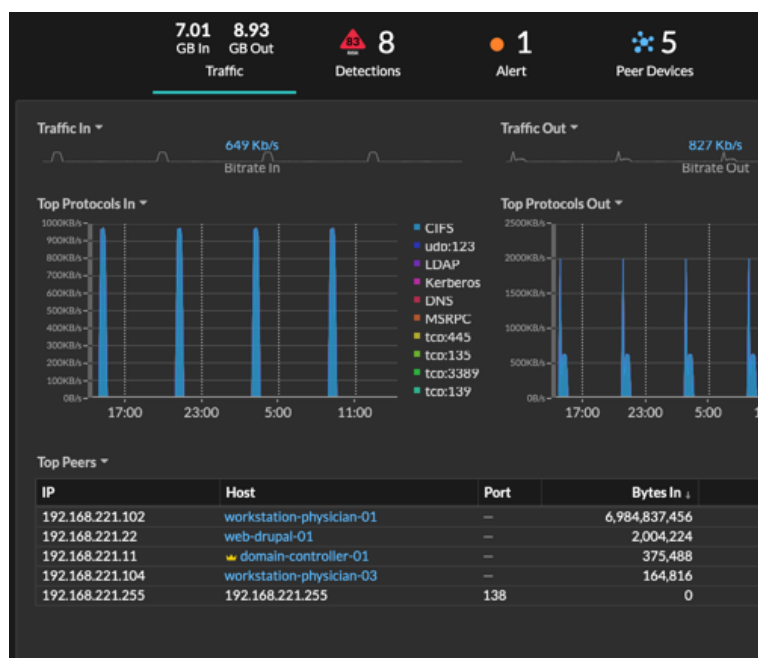 7.01 8.93 83 8 1 5
GB In GB Out RISK
Traffic Detections Alert Peer Devices
Traffic In Traffic Out
649 Kb/s 827 Kb/s
Bitrate In Bitrate Out
Top Protocols In Top Protocols Out
1000KB/s
900KB/s
800KB/s
700KB/s
600KB/s
500KB/s
400KB/s
300KB/s
200KB/s
100KB/s
0B/s
17:00 23:00 5:00 11:00
CIFS
udp:123
LDAP
Kerberos
DNS
MSRPC
tcp:445
tcp:135
tcp:3389
tcp:139
2500KB/s
2000KB/s
1500KB/s
1000KB/s
500KB/s
0B/s
17:00 23:00 5:00 1
Top Peers
IP Host Port Bytes In ↓
192.168.221.102 workstation-physician-01 — 6,984,837,456
192.168.221.22 web-drupal-01 — 2,004,224
192.168.221.11 domain-controller-01 — 375,488
192.168.221.104 workstation-physician-03 — 164,816
192.168.221.255 192.168.221.255 138 0